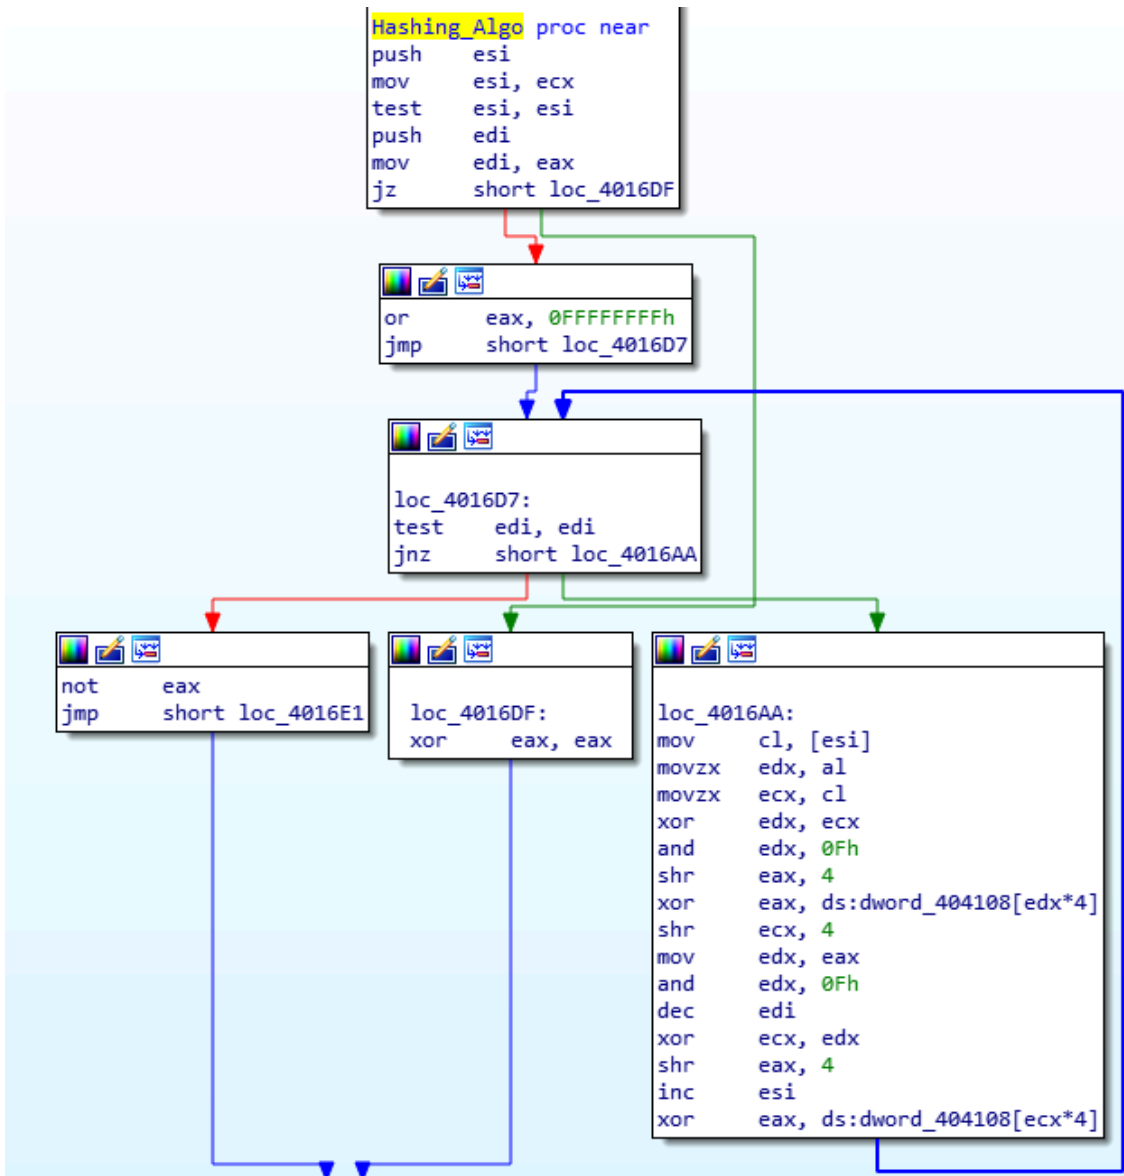 Hashing_Algo proc near
push esi
mov esi, ecx
test esi, esi
push edi
mov edi, eax
jz short loc_4016DF
or eax, 0FFFFFFFFh
jmp short loc_4016D7
loc_4016D7:
test edi, edi
jnz short loc_4016AA
not eax
jmp short loc_4016E1
loc_4016DF:
xor eax, eax
loc_4016AA:
mov cl, [esi]
movzx edx, al
movzx ecx, cl
xor edx, ecx
and edx, 0Fh
shr eax, 4
xor eax, ds:dword_404108[edx*4]
shr ecx, 4
mov edx, eax
and edx, 0Fh
dec edi
xor ecx, edx
shr eax, 4
inc esi
xor eax, ds:dword_404108[ecx*4]